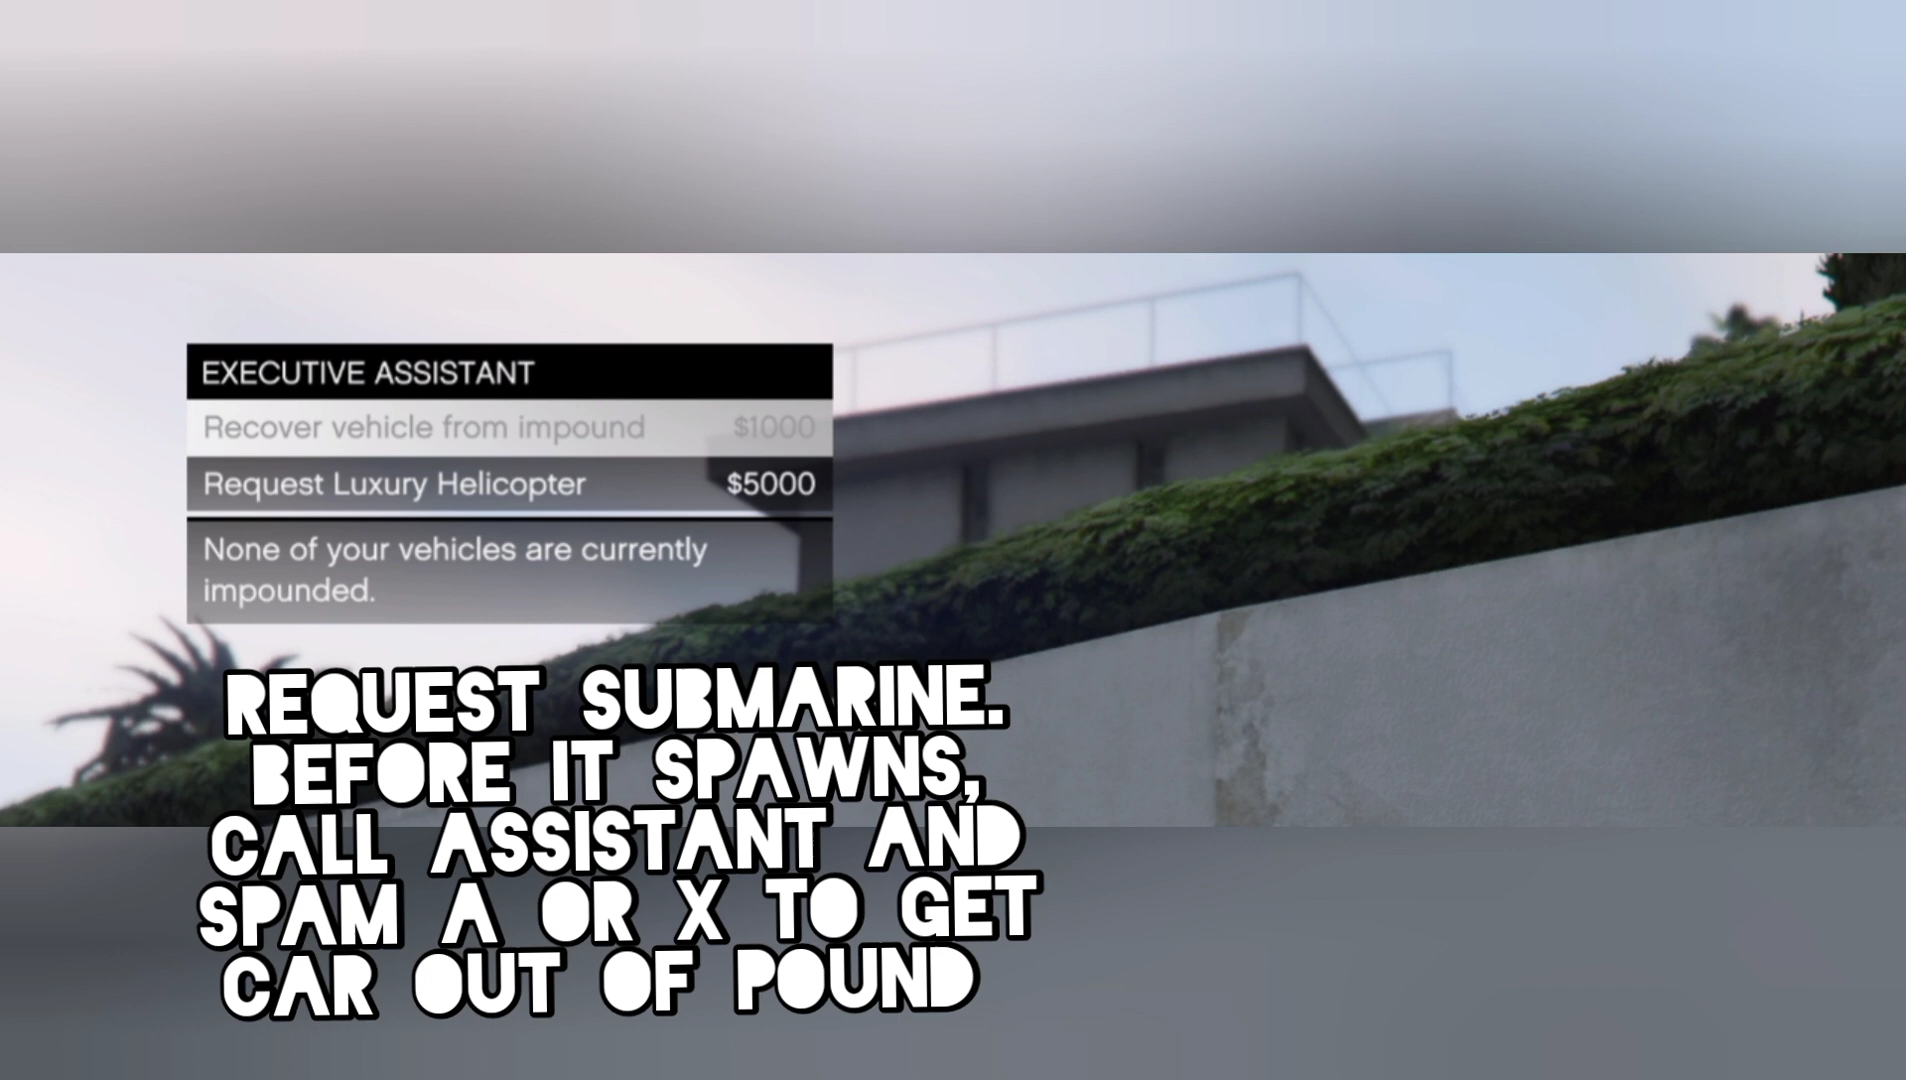 EXECUTIVE ASSISTANT
Recover vehicle from impound $1000
Request Luxury Helicopter $5000
None of your vehicles are currently
impounded.
REQUEST SUBMARINE.
BEFORE IT SPAWNS,
CALL ASSISTANT AND
SPAM A OR X TO GET
CAR OUT OF POUND